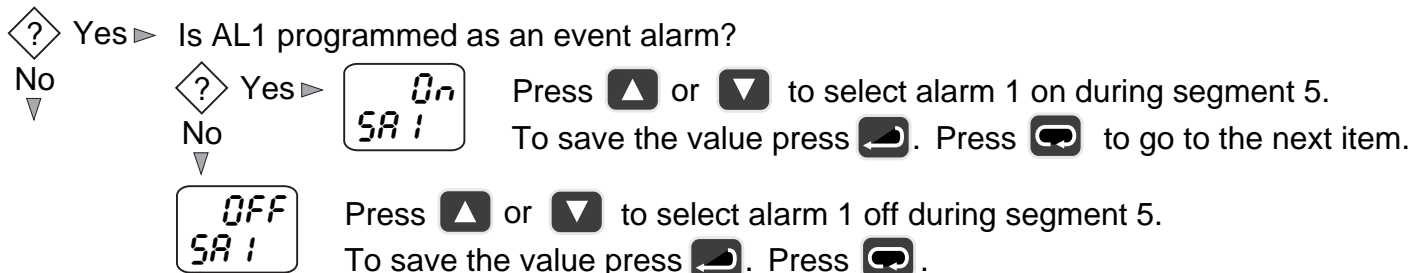 ? Yes Is AL1 programmed as an event alarm?
No
? Yes On SA1 Press or to select alarm 1 on during segment 5.
No To save the value press . Press to go to the next item.
OFF SA1 Press or to select alarm 1 off during segment 5.
To save the value press . Press .